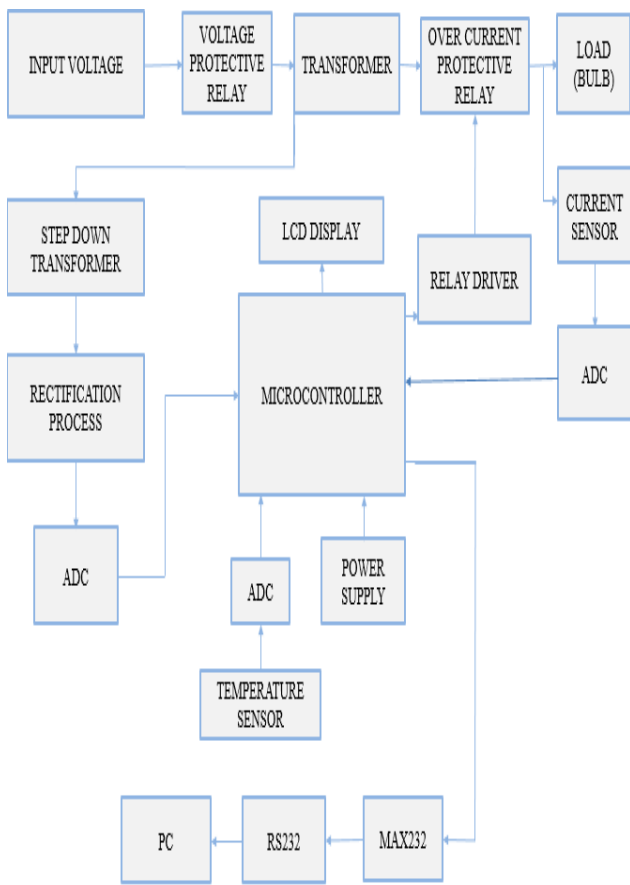 INPUT VOLTAGE
VOLTAGE
PROTECTIVE
RELAY
TRANSFORMER
OVER CURRENT
PROTECTIVE
RELAY
LOAD
(BULB)
STEP DOWN
TRANSFORMER
LCD DISPLAY
RELAY DRIVER
CURRENT
SENSOR
RECTIFICATION
PROCESS
MICROCONTROLLER
ADC
ADC
ADC
POWER
SUPPLY
TEMPERATURE
SENSOR
PC
RS232
MAX232